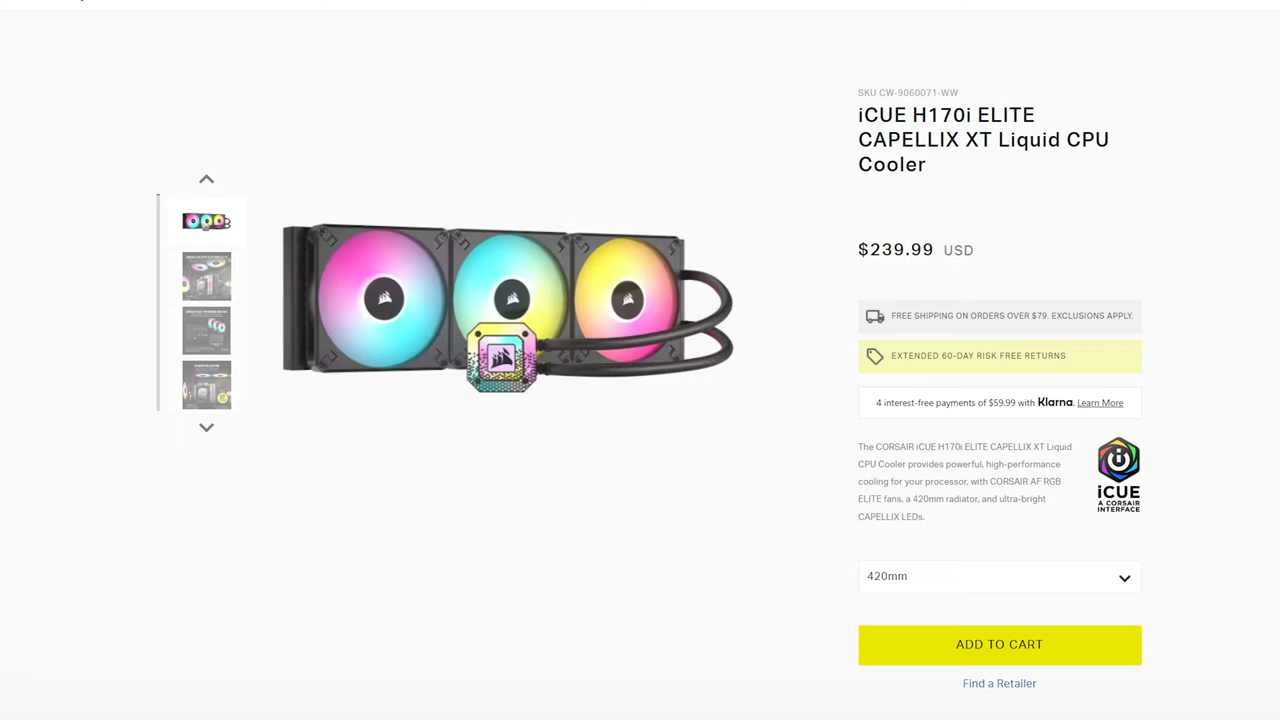 SKU CW-9060071-WW
iCUE H170i ELITE
CAPELLIX XT Liquid CPU
Cooler
$239.99 USD
FREE SHIPPING ON ORDERS OVER $79. EXCLUSIONS APPLY.
EXTENDED 60-DAY RISK FREE RETURNS
4 interest-free payments of $59.99 with Klarna. Learn More
The CORSAIR iCUE H170i ELITE CAPELLIX XT Liquid
CPU Cooler provides powerful, high-performance
cooling for your processor, with CORSAIR AF RGB
ELITE fans, a 420mm radiator, and ultra-bright
CAPELLIX LEDs.
iCUE
A CORSAIR
INTERFACE
420mm
ADD TO CART
Find a Retailer